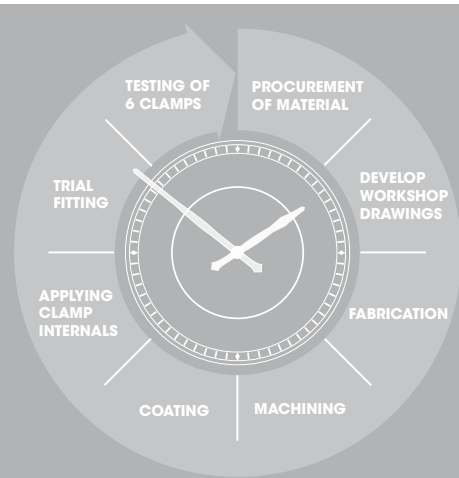 PROCUREMENT
OF MATERIAL
DEVELOP
WORKSHOP
DRAWINGS
FABRICATION
MACHINING
COATING
APPLYING
CLAMP
INTERNALS
TRIAL
FITTING
TESTING OF
6 CLAMPS